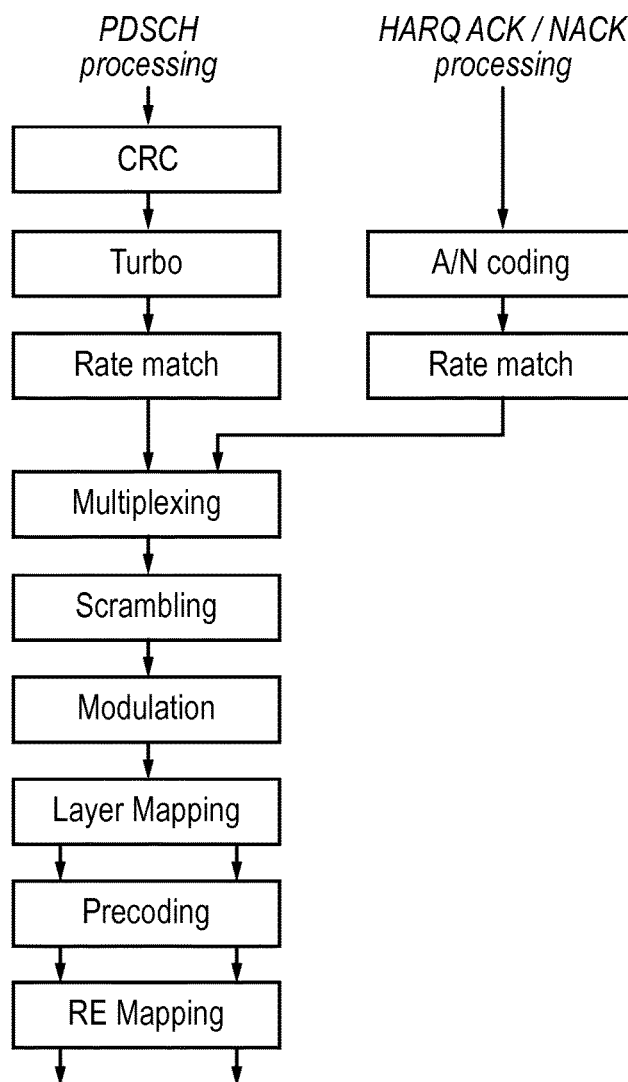 PDSCH
processing
HARQ ACK / NACK
processing
CRC
Turbo
A/N coding
Rate match
Rate match
Multiplexing
Scrambling
Modulation
Layer Mapping
Precoding
RE Mapping